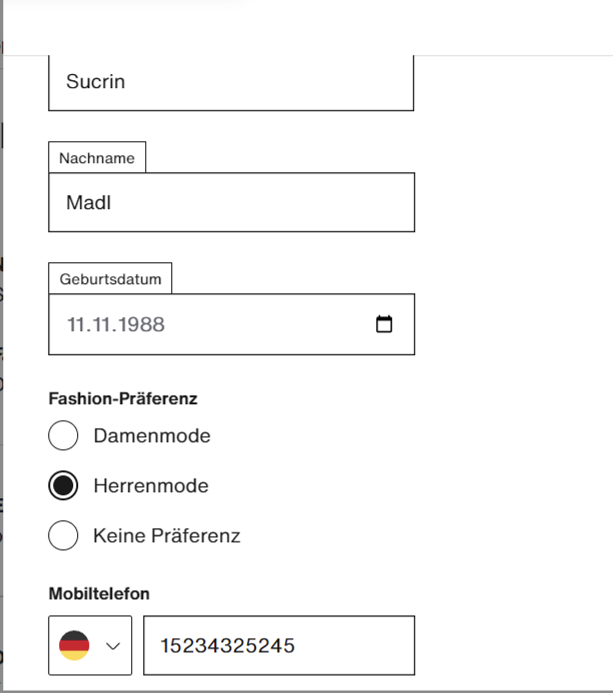 Sucrin
Nachname
Madl
Geburtsdatum
11.11.1988
Fashion-Präferenz
Damenmode
Herrenmode
Keine Präferenz
Mobiltelefon
15234325245